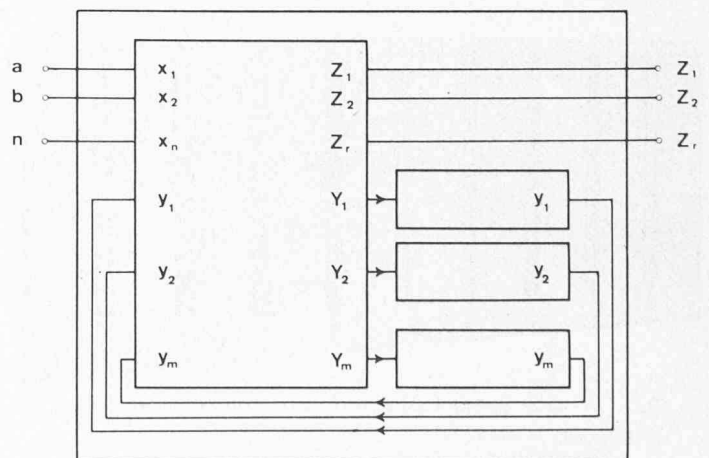 a x₁ Z₁ Z₁
b x₂ Z₂ Z₂
n xₙ Zᵣ Zᵣ
y₁ Y₁ y₁
y₂ Y₂ y₂
yₘ Yₘ yₘ